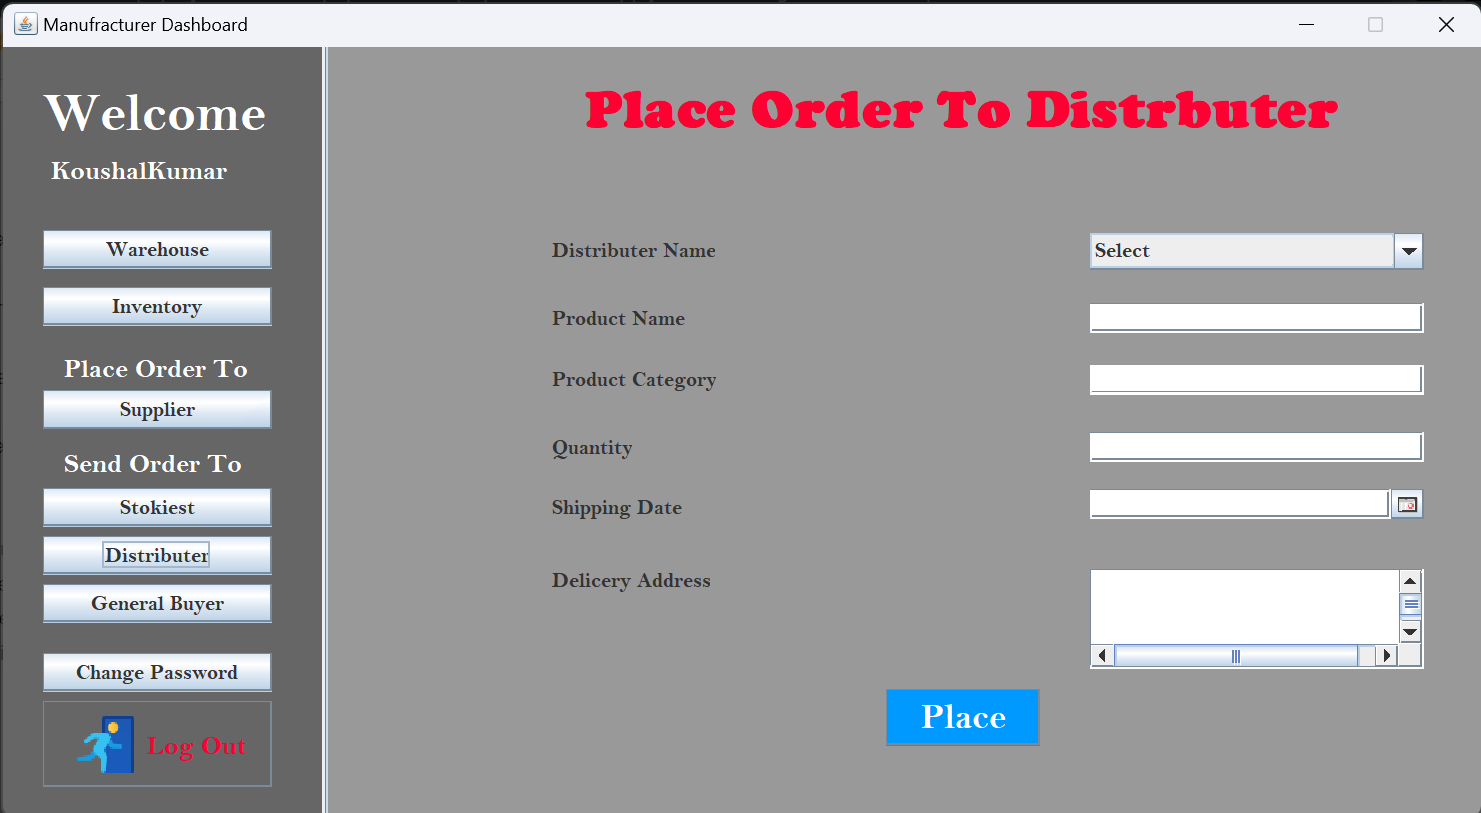 Manufracturer Dashboard
Welcome
KoushalKumar
Warehouse
Inventory
Place Order To
Supplier
Send Order To
Stokiest
Distributer
General Buyer
Change Password
Log Out
Place Order To Distrbuter
Distributer Name
Select
Product Name
Product Category
Quantity
Shipping Date
Delicery Address
Place